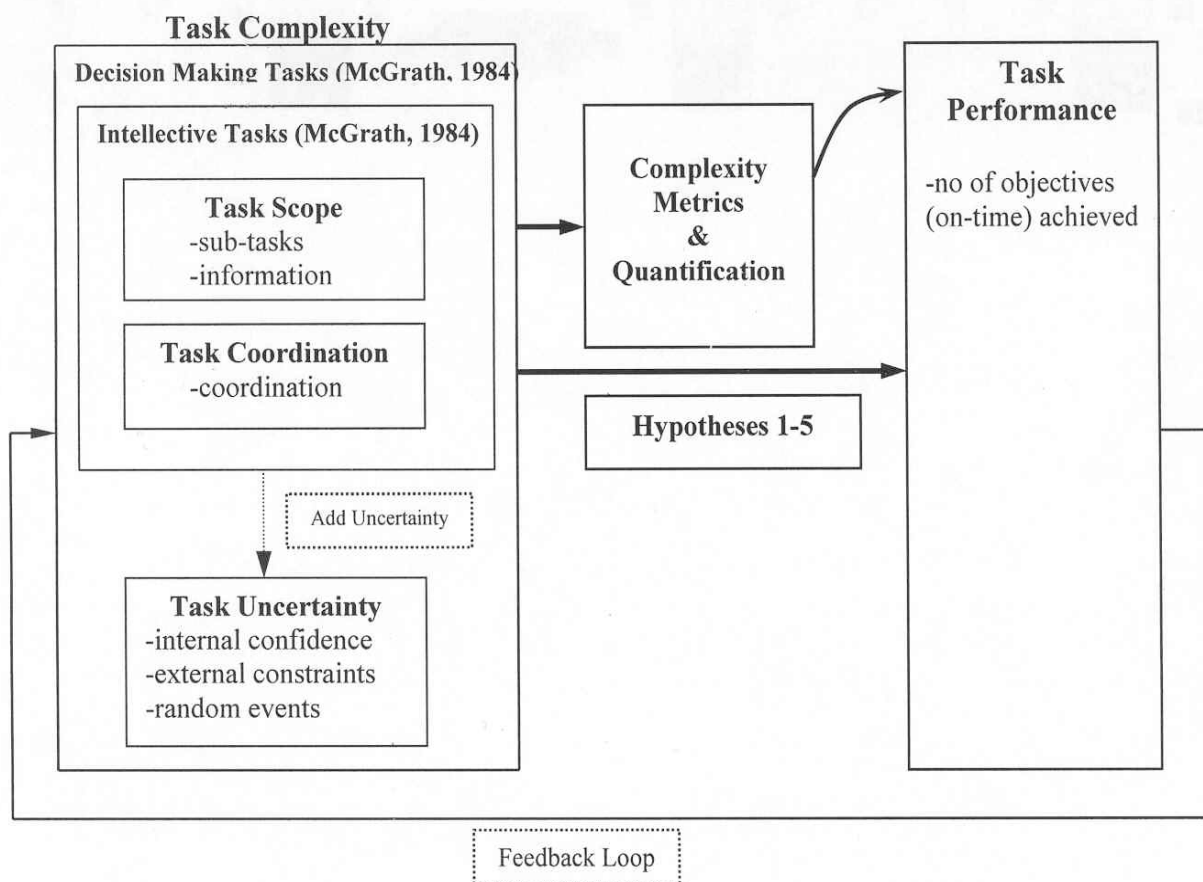 Task Complexity
Decision Making Tasks (McGrath, 1984)
Intellective Tasks (McGrath, 1984)
Task Scope
-sub-tasks
-information
Task Coordination
-coordination
Add Uncertainty
Task Uncertainty
-internal confidence
-external constraints
-random events
Complexity
Metrics
&
Quantification
Hypotheses 1-5
Task
Performance
-no of objectives
(on-time) achieved
Feedback Loop